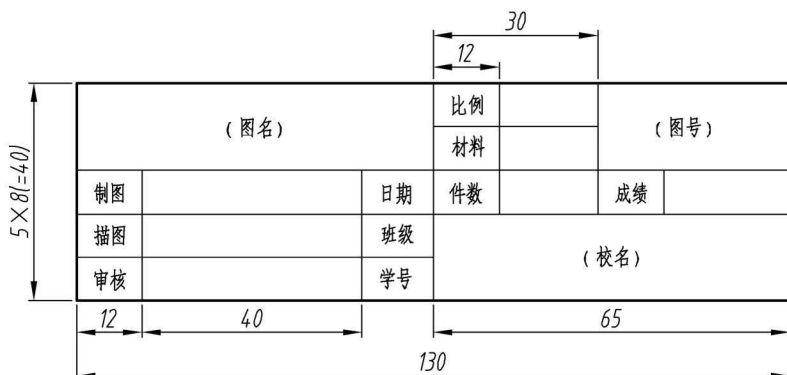 30
12
(图名)
比例
(图号)
材料
5×8(=40)
制图
日期
件数
成绩
描图
班级
(校名)
审核
学号
12
40
65
130